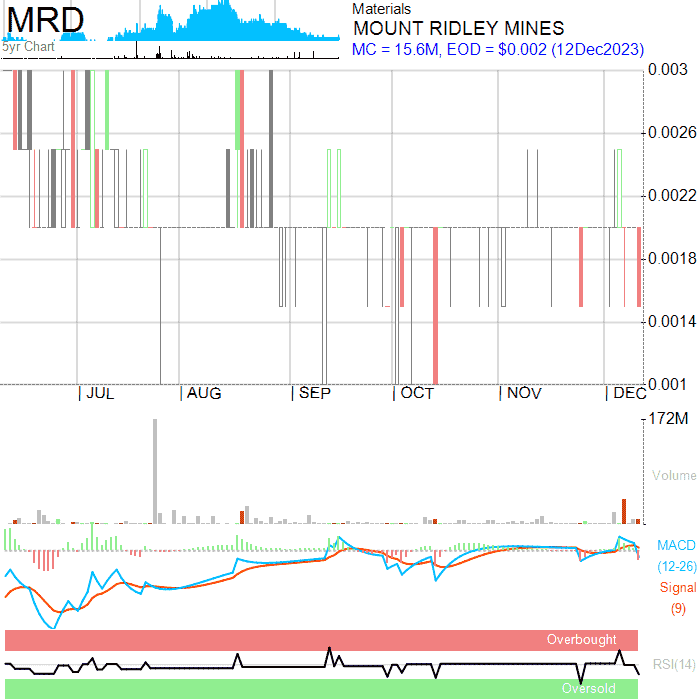 MRD
5yr Chart
Materials
MOUNT RIDLEY MINES
MC = 15.6M, EOD = $0.002 (12Dec2023)
0.003
0.0026
0.0022
0.0018
0.0014
0.001
JUL AUG SEP OCT NOV DEC
172M
Volume
MACD
(12-26)
Signal
(9)
Overbought
RSI(14)
Oversold